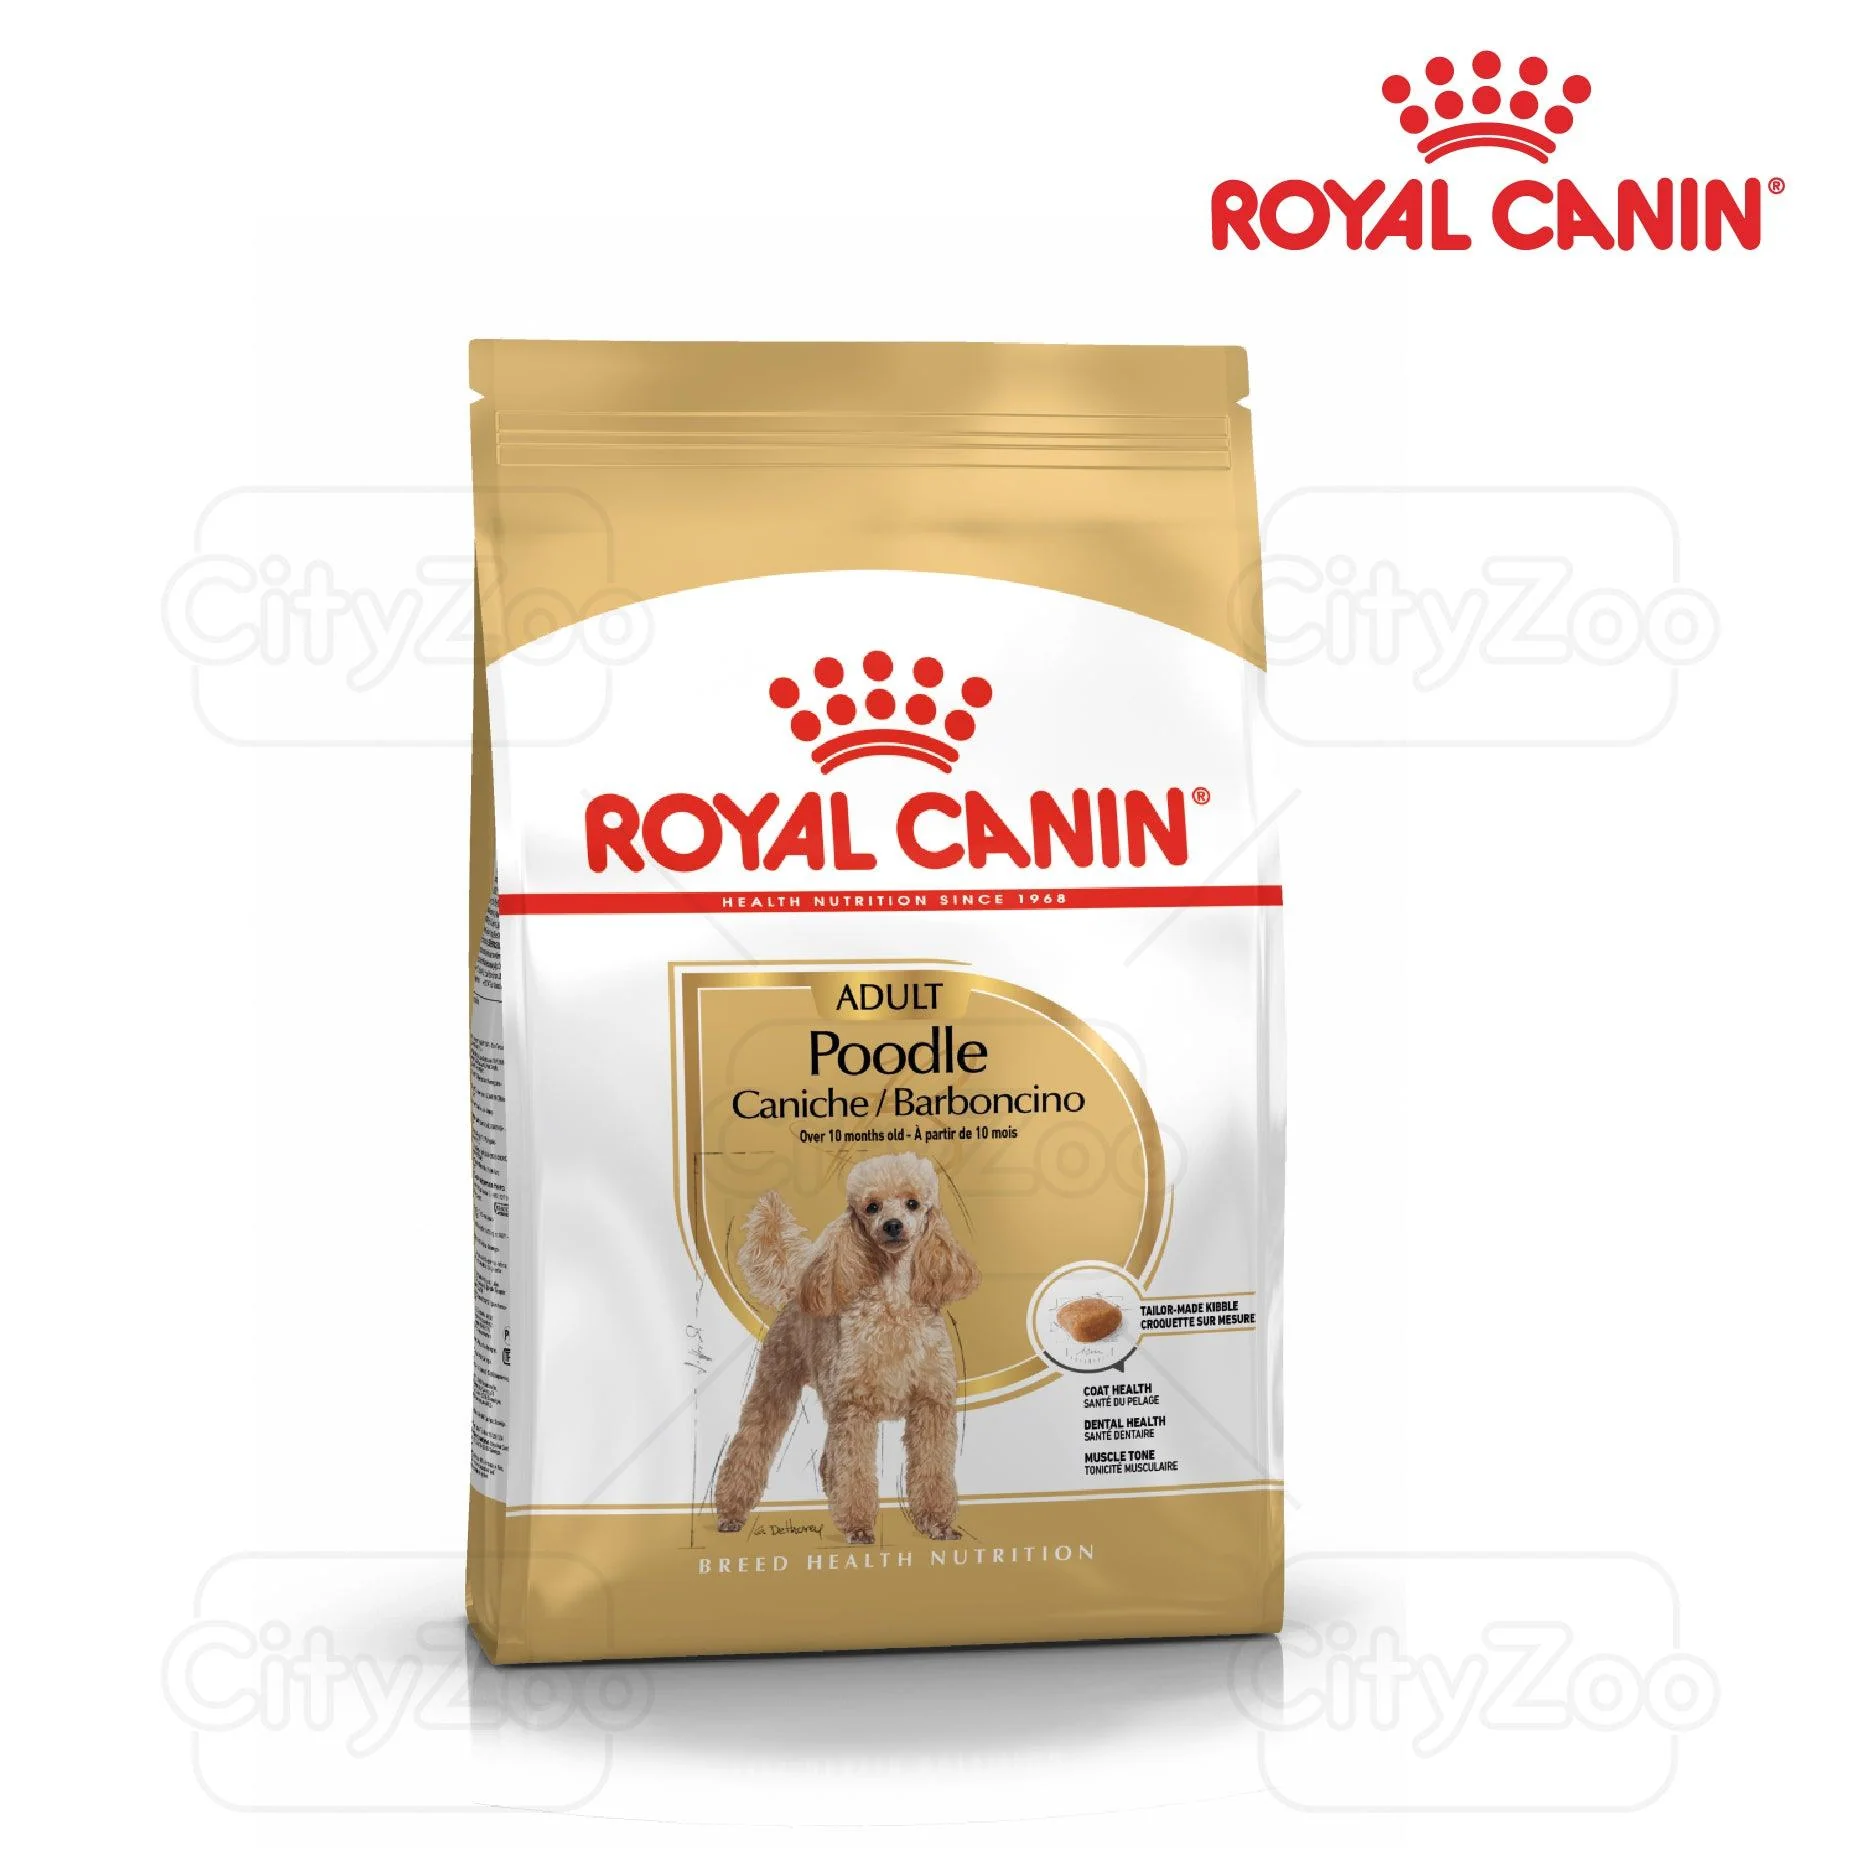 ROYAL CANIN®
CityZoo
CityZoo
ROYAL CANIN®
HEALTH NUTRITION SINCE 1968
ADULT
Poodle
Caniche / Barboncino
Over 10 months old - À partir de 10 mois
CityZoo
TAILOR-MADE KIBBLE
CROQUETTE SUR MESURE
COAT HEALTH
SANTÉ DU PELAGE
DENTAL HEALTH
SANTÉ DENTAIRE
MUSCLE TONE
TONICITÉ MUSCULAIRE
BREED HEALTH NUTRITION
CityZoo
CityZoo